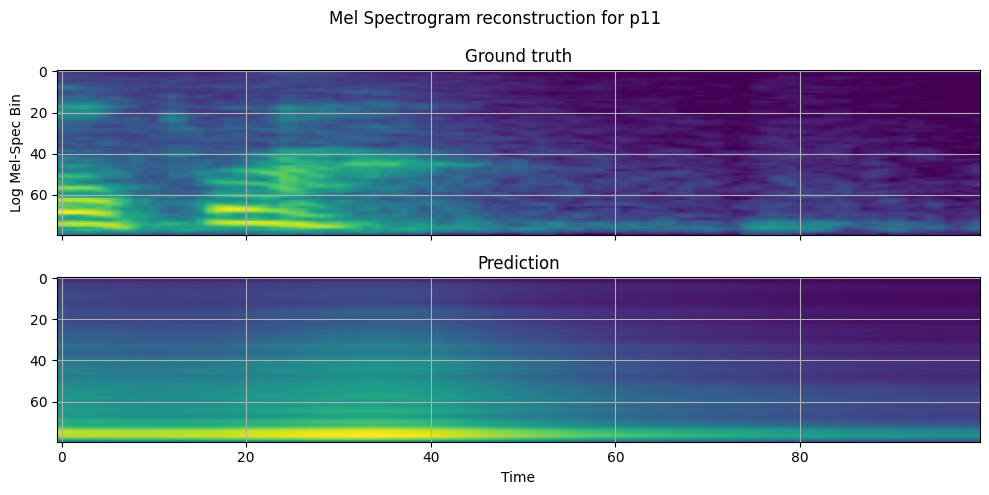 Mel Spectrogram reconstruction for p11
Ground truth
0
20
40
60
Log Mel-Spec Bin
Prediction
0
20
40
60
0 20 40 60 80
Time